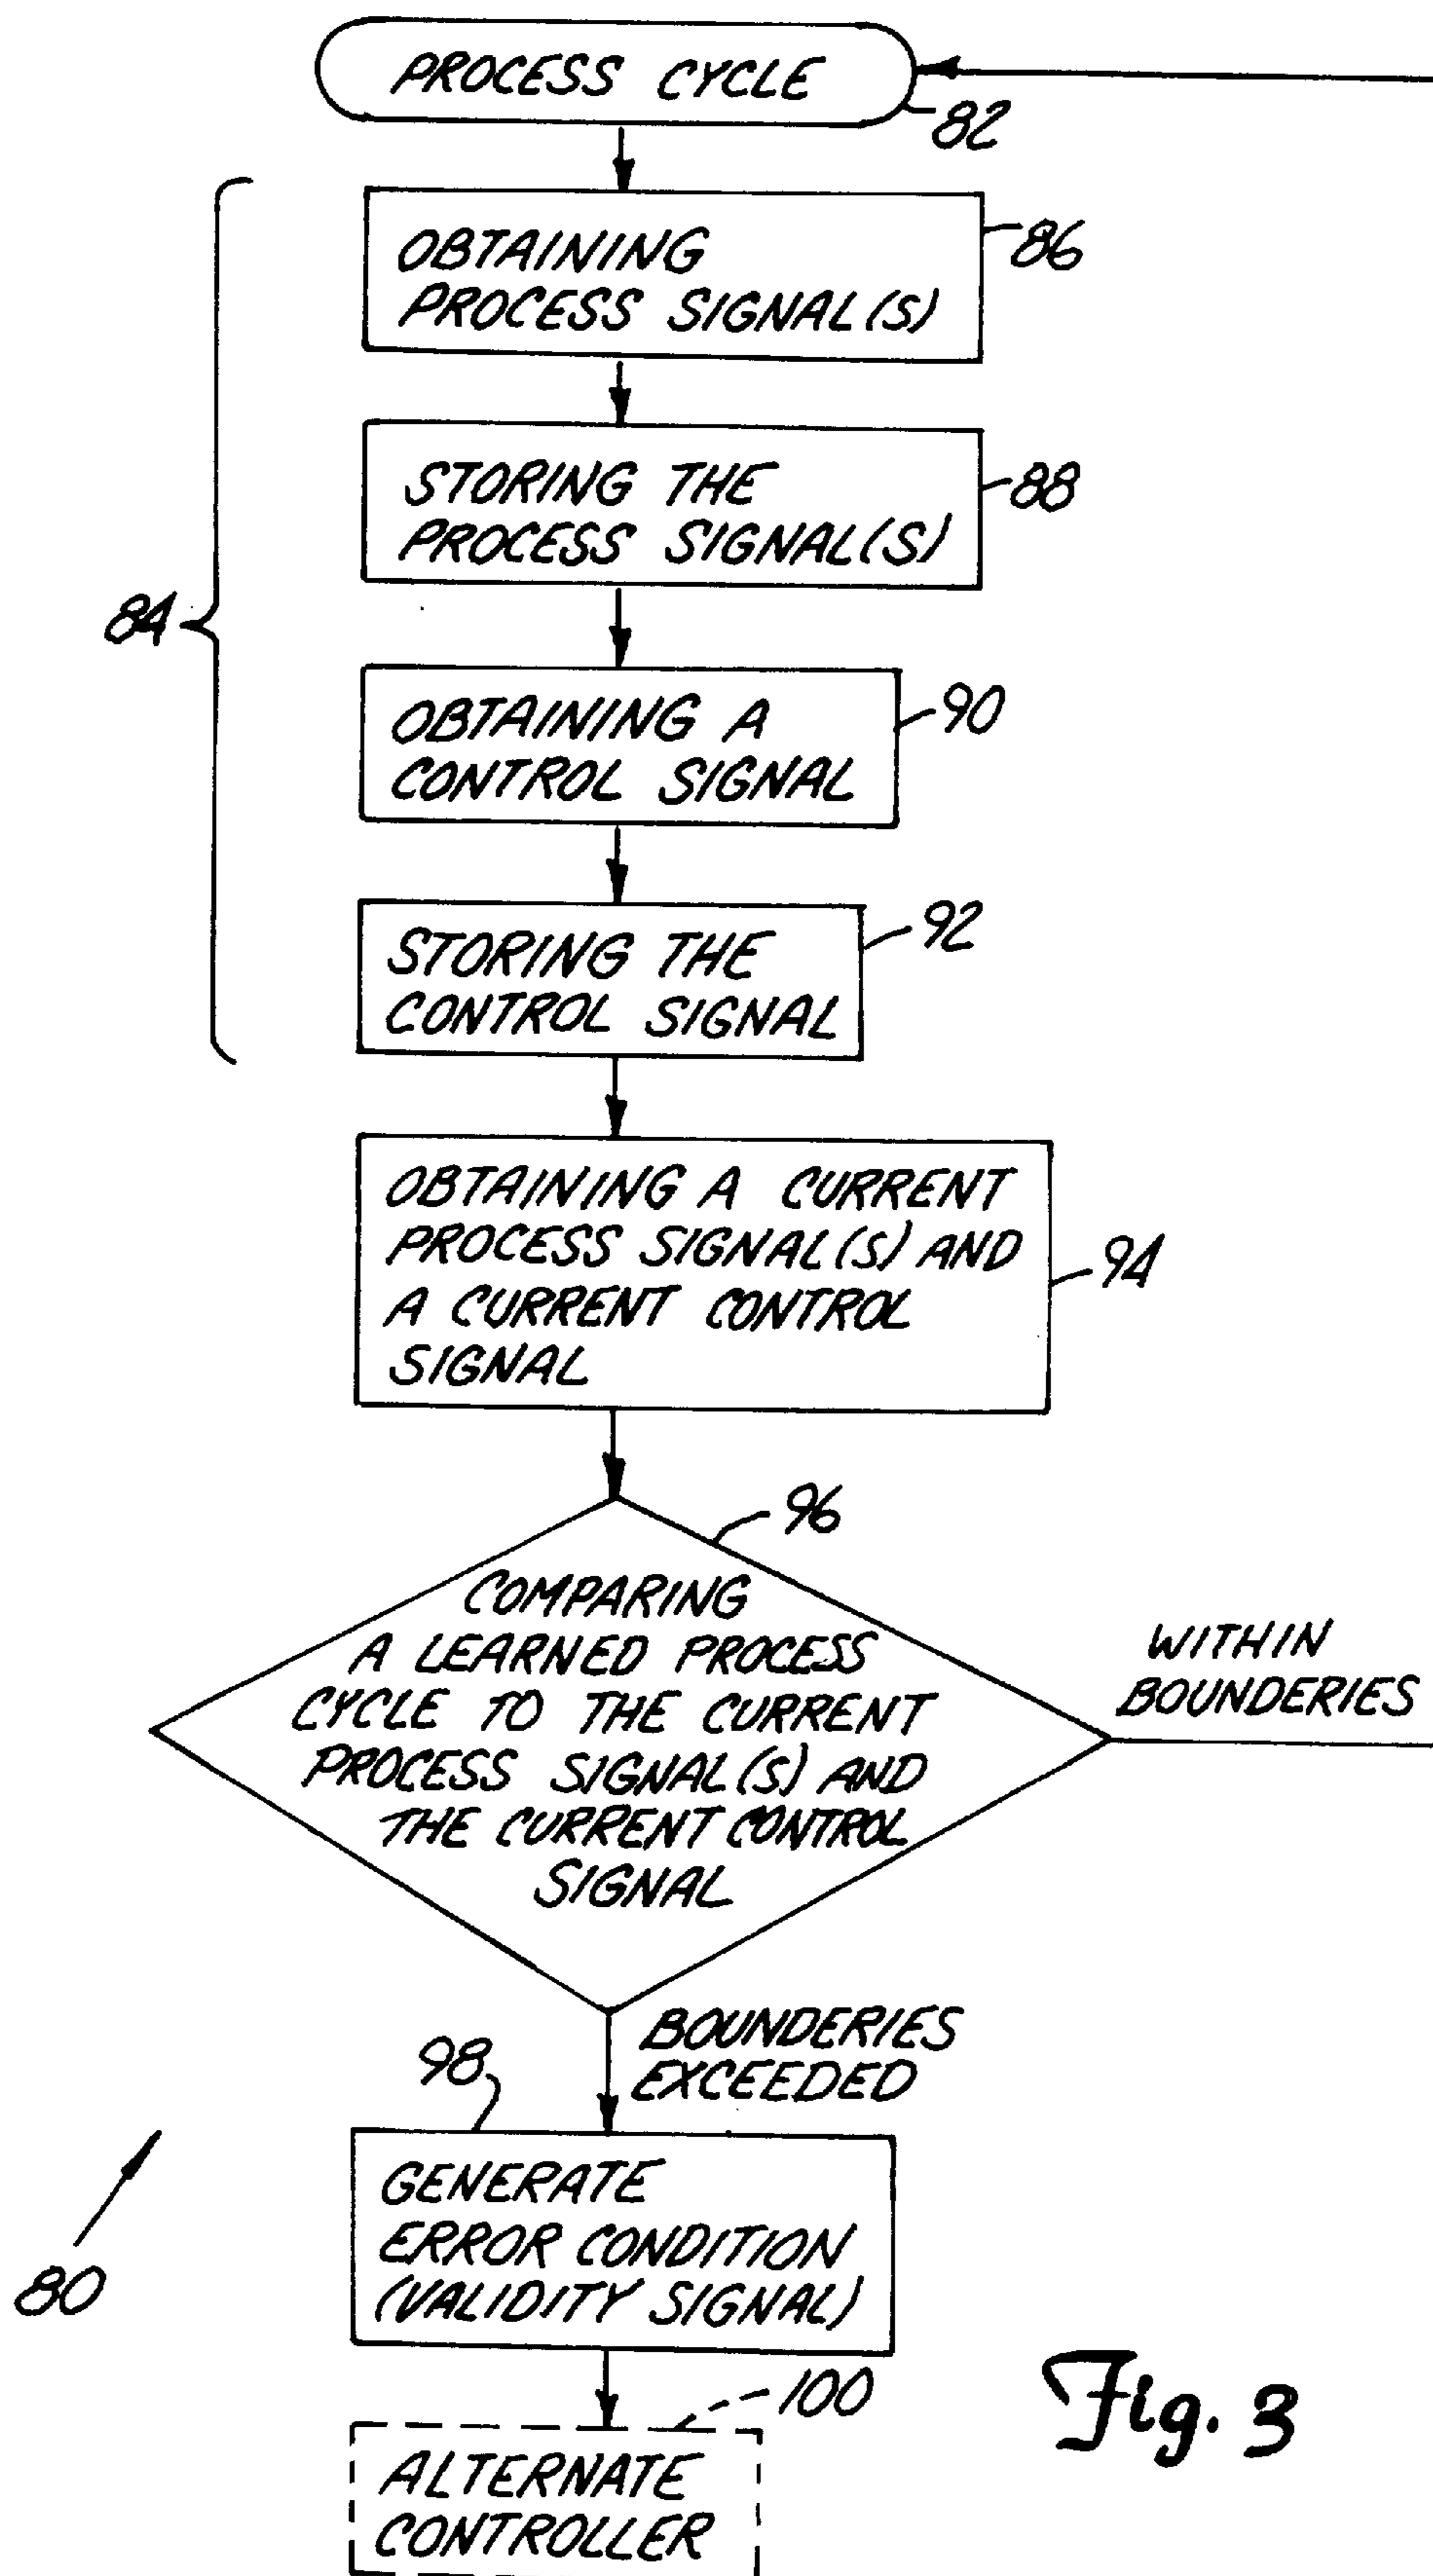 PROCESS CYCLE
82
OBTAINING
PROCESS SIGNAL(S)
86
STORING THE
PROCESS SIGNAL(S)
88
84
OBTAINING A
CONTROL SIGNAL
90
STORING THE
CONTROL SIGNAL
92
OBTAINING A CURRENT
PROCESS SIGNAL(S) AND
A CURRENT CONTROL
SIGNAL
94
96
COMPARING
A LEARNED PROCESS
CYCLE TO THE CURRENT
PROCESS SIGNAL(S) AND
THE CURRENT CONTROL
SIGNAL
WITHIN
BOUNDERIES
BOUNDERIES
EXCEEDED
98
GENERATE
ERROR CONDITION
(VALIDITY SIGNAL)
80
100
ALTERNATE
CONTROLLER
Fig. 3